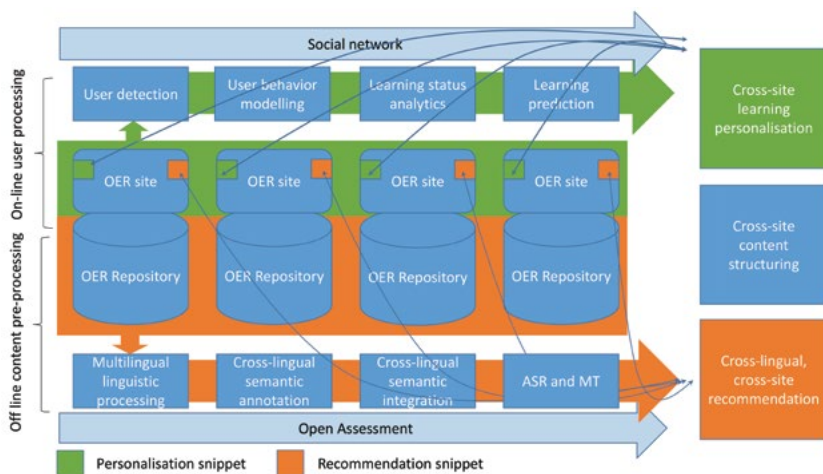 Social network
User detection
User behavior
modelling
Learning status
analytics
Learning
prediction
Cross-site
learning
personalisation
On-line user processing
OER site
OER site
OER site
OER site
Cross-site
content
structuring
OER Repository
OER Repository
OER Repository
OER Repository
Off line content pre-processing
Multilingual
linguistic
processing
Cross-lingual
semantic
annotation
Cross-lingual
semantic
integration
ASR and MT
Cross-lingual,
cross-site
recommendation
Open Assessment
Personalisation snippet
Recommendation snippet